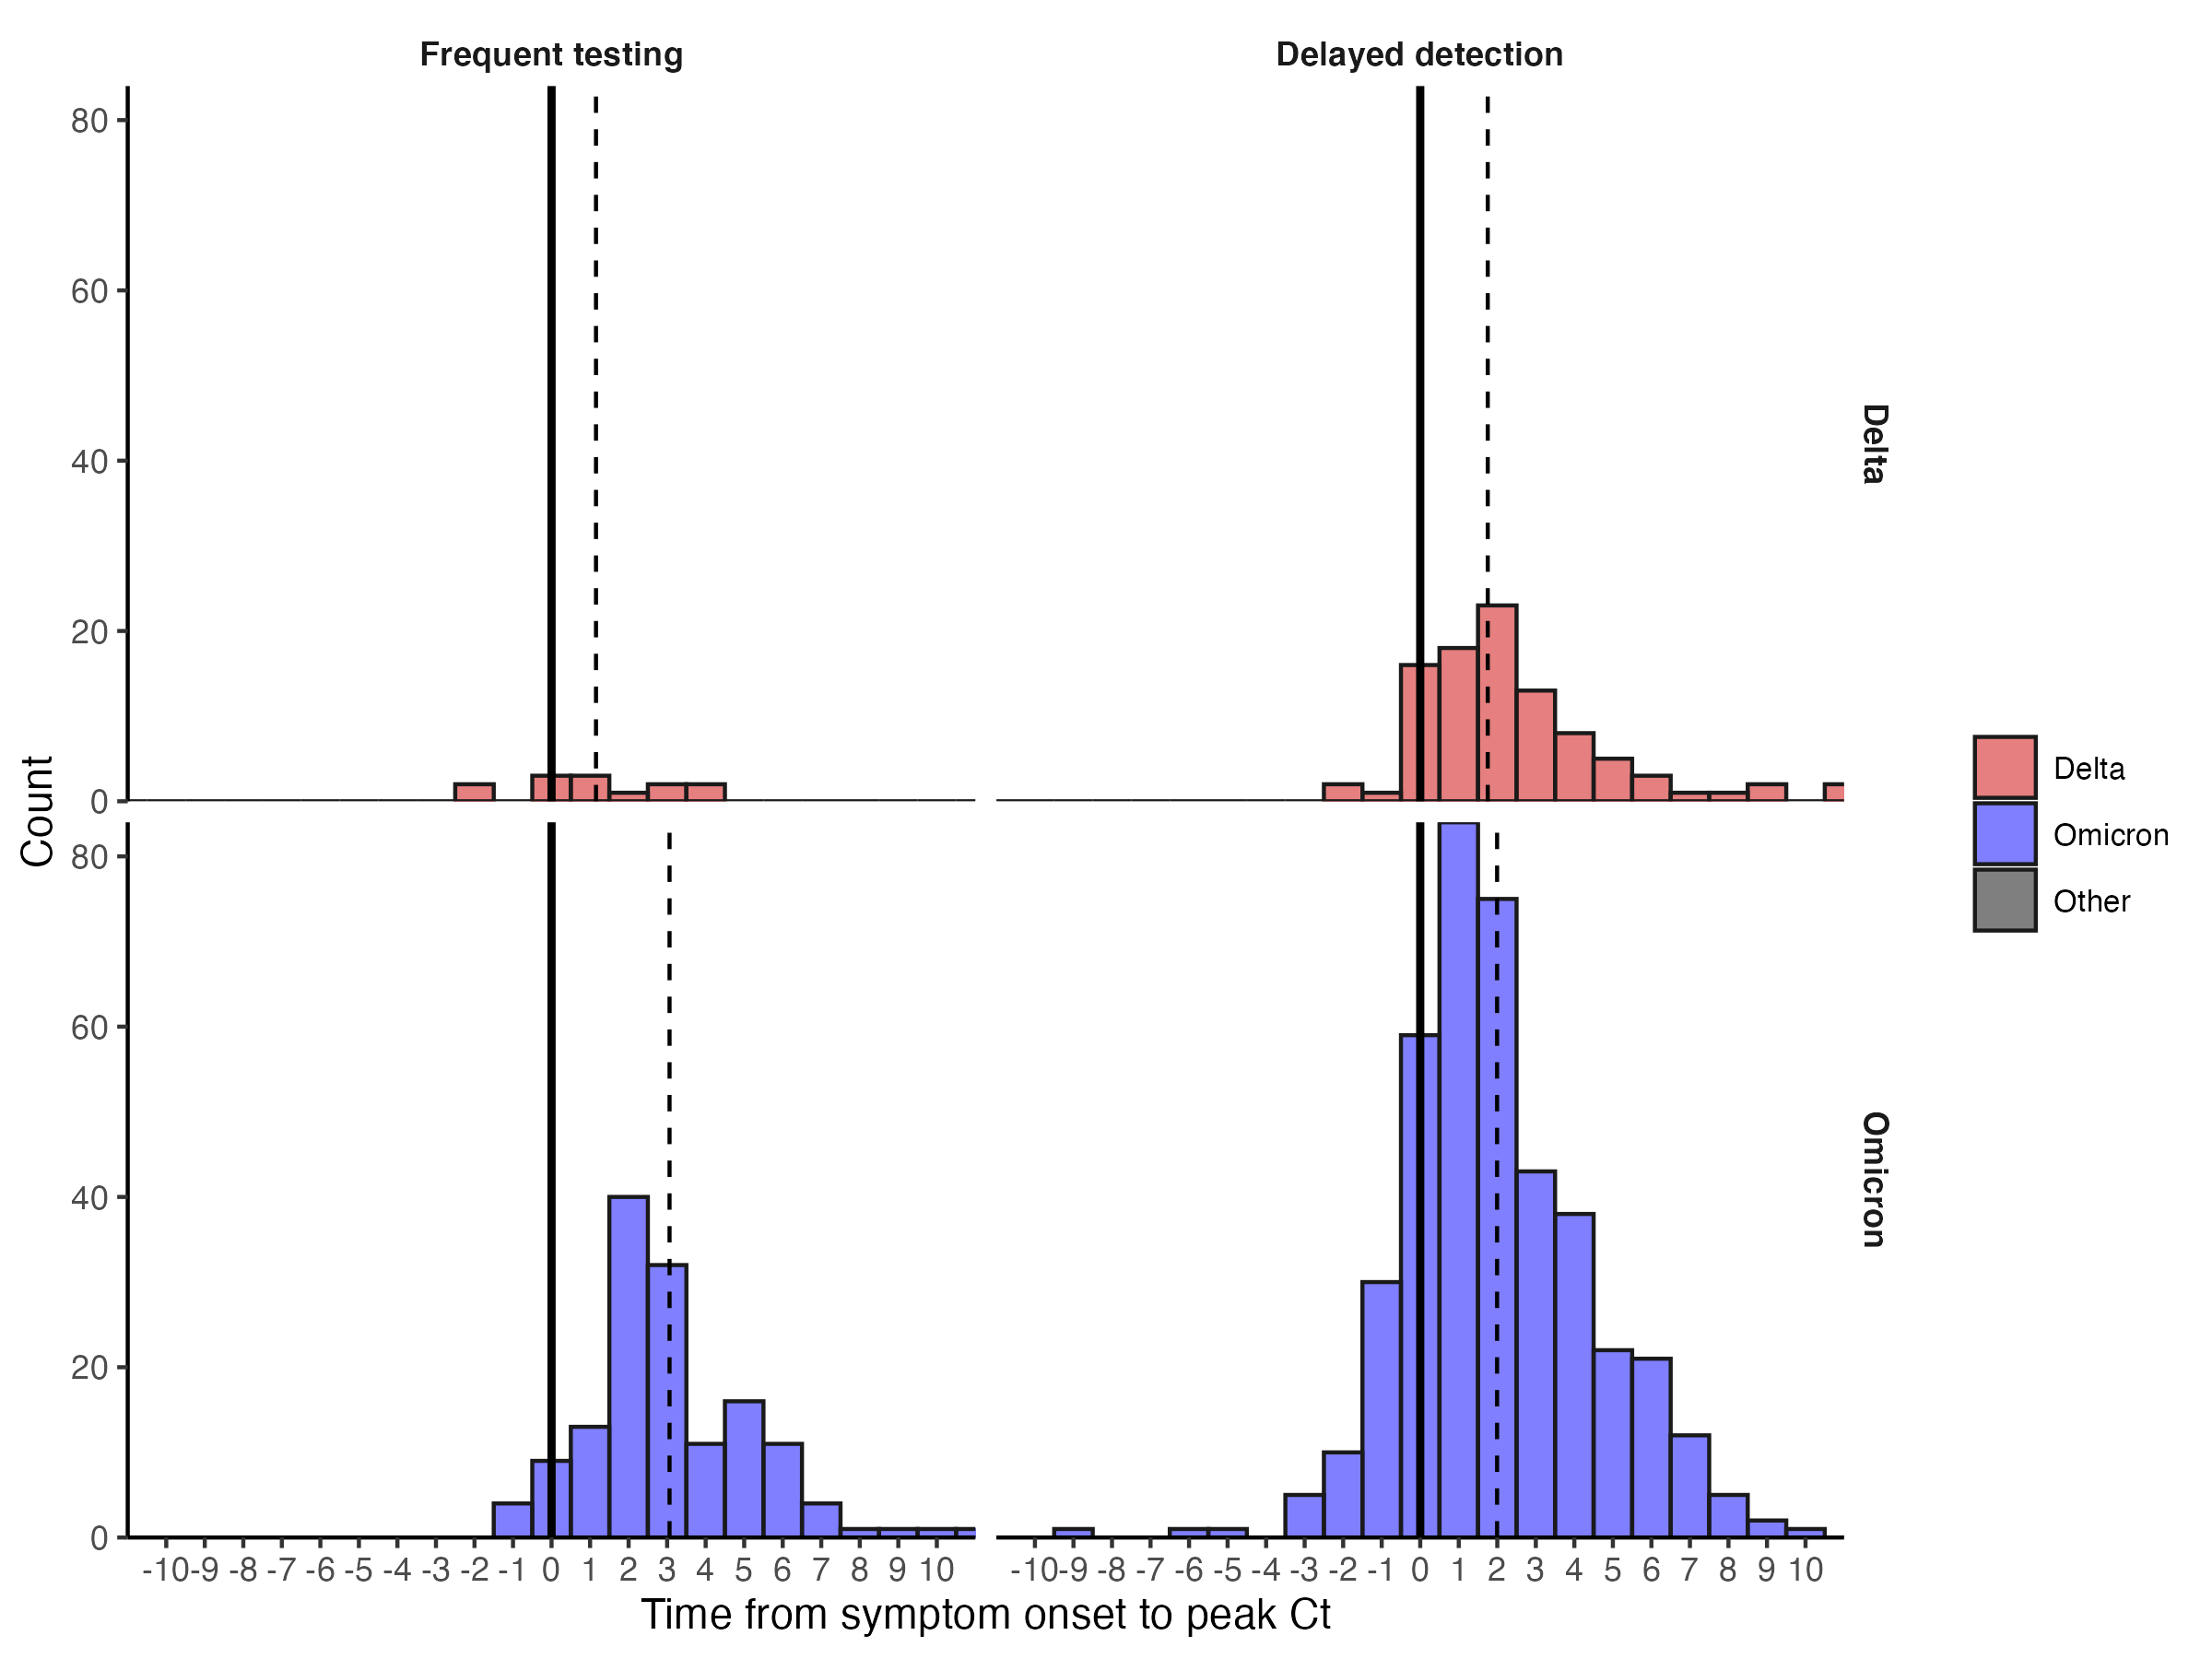 Frequent testing
Delayed detection
80
60
40
20
0
Delta
Count
Delta
Omicron
Other
80
60
40
20
0
Omicron
-10 -9 -8 -7 -6 -5 -4 -3 -2 -1 0 1 2 3 4 5 6 7 8 9 10
-10 -9 -8 -7 -6 -5 -4 -3 -2 -1 0 1 2 3 4 5 6 7 8 9 10
Time from symptom onset to peak Ct